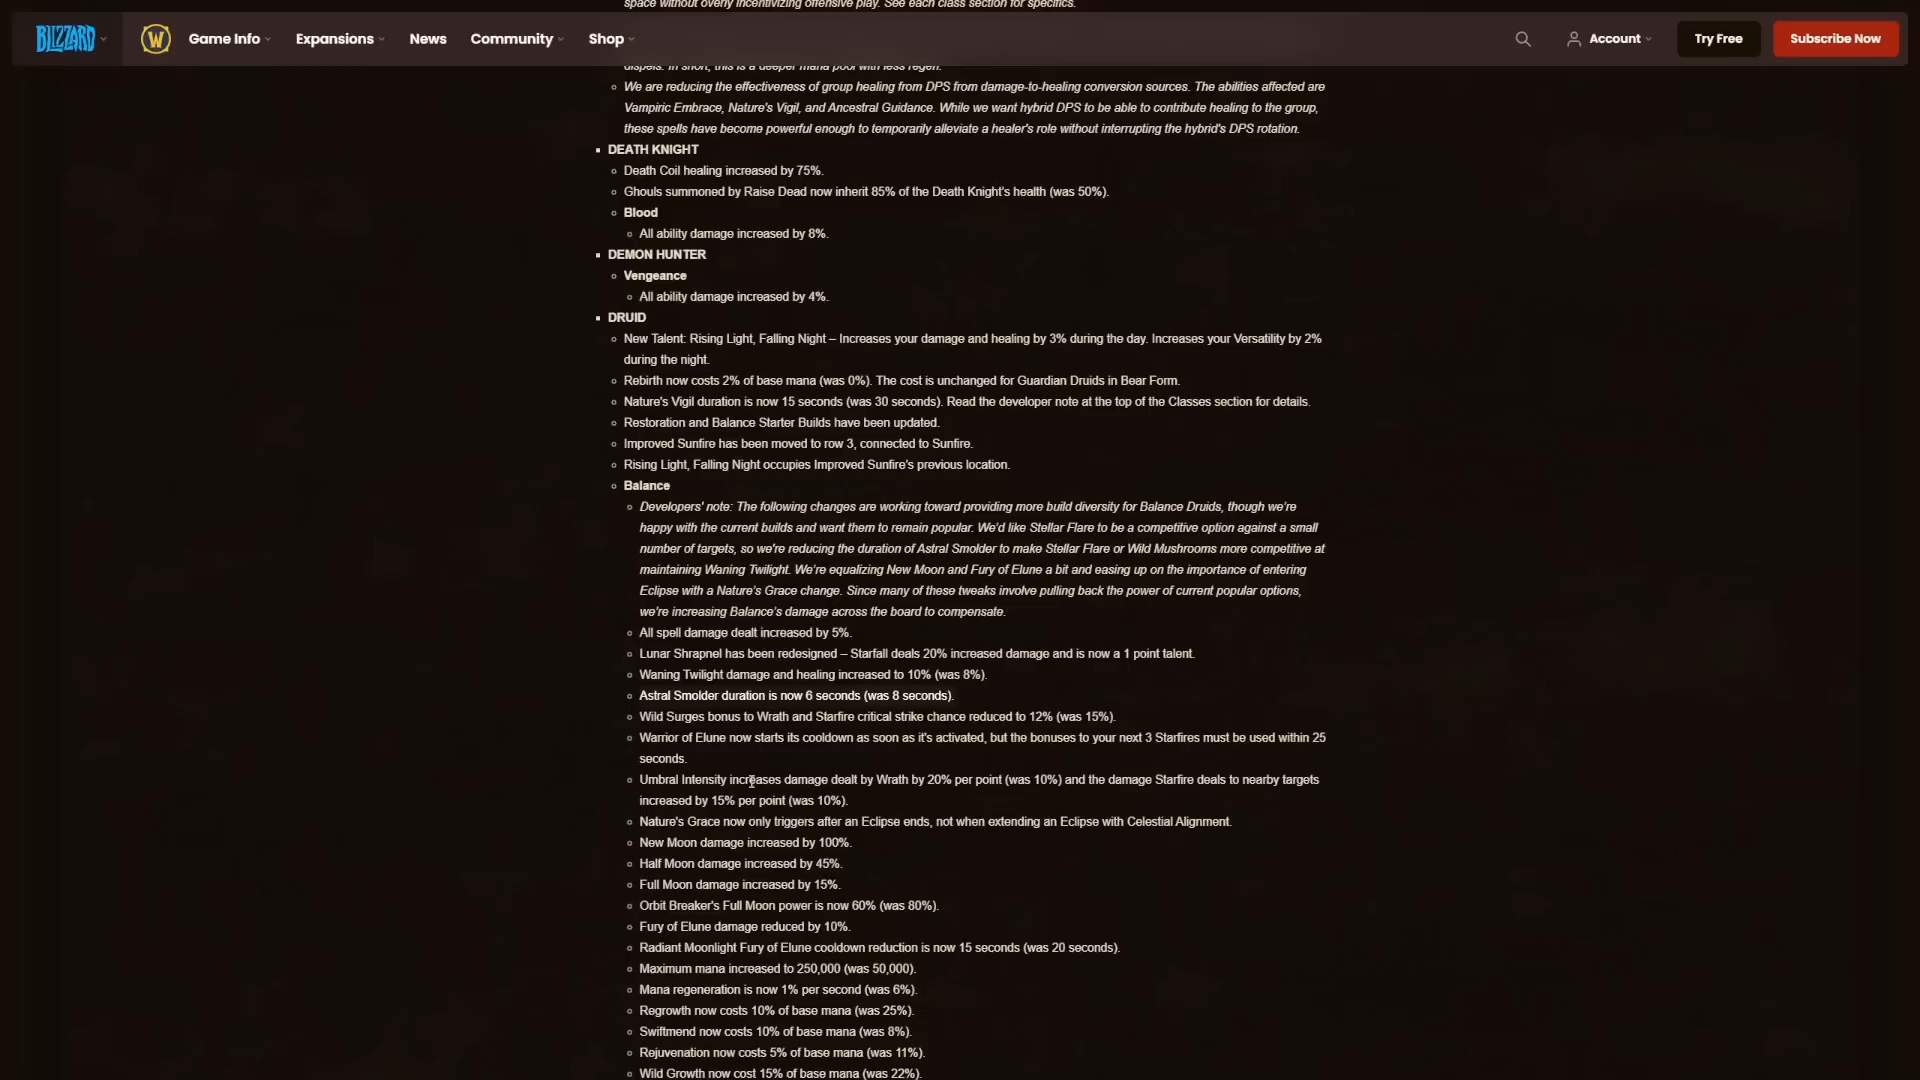 space without overly incentivizing offensive play. See each class section for specifics.
BLIZZARD
W
Game Info
Expansions
News
Community
Shop
Account
Try Free
Subscribe Now
dispels. In short, this is a deeper mana pool with less regen.
We are reducing the effectiveness of group healing from DPS from damage-to-healing conversion sources. The abilities affected are
Vampiric Embrace, Nature's Vigil, and Ancestral Guidance. While we want hybrid DPS to be able to contribute healing to the group,
these spells have become powerful enough to temporarily alleviate a healer's role without interrupting the hybrid's DPS rotation.
DEATH KNIGHT
Death Coil healing increased by 75%.
Ghouls summoned by Raise Dead now inherit 85% of the Death Knight's health (was 50%).
Blood
All ability damage increased by 8%.
DEMON HUNTER
Vengeance
All ability damage increased by 4%.
DRUID
New Talent: Rising Light, Falling Night – Increases your damage and healing by 3% during the day. Increases your Versatility by 2%
during the night.
Rebirth now costs 2% of base mana (was 0%). The cost is unchanged for Guardian Druids in Bear Form.
Nature's Vigil duration is now 15 seconds (was 30 seconds). Read the developer note at the top of the Classes section for details.
Restoration and Balance Starter Builds have been updated.
Improved Sunfire has been moved to row 3, connected to Sunfire.
Rising Light, Falling Night occupies Improved Sunfire's previous location.
Balance
Developers' note: The following changes are working toward providing more build diversity for Balance Druids, though we're
happy with the current builds and want them to remain popular. We'd like Stellar Flare to be a competitive option against a small
number of targets, so we're reducing the duration of Astral Smolder to make Stellar Flare or Wild Mushrooms more competitive at
maintaining Waning Twilight. We're equalizing New Moon and Fury of Elune a bit and easing up on the importance of entering
Eclipse with a Nature's Grace change. Since many of these tweaks involve pulling back the power of current popular options,
we're increasing Balance's damage across the board to compensate.
All spell damage dealt increased by 5%.
Lunar Shrapnel has been redesigned – Starfall deals 20% increased damage and is now a 1 point talent.
Waning Twilight damage and healing increased to 10% (was 8%).
Astral Smolder duration is now 6 seconds (was 8 seconds).
Wild Surges bonus to Wrath and Starfire critical strike chance reduced to 12% (was 15%).
Warrior of Elune now starts its cooldown as soon as it's activated, but the bonuses to your next 3 Starfires must be used within 25
seconds.
Umbral Intensity increases damage dealt by Wrath by 20% per point (was 10%) and the damage Starfire deals to nearby targets
increased by 15% per point (was 10%).
Nature's Grace now only triggers after an Eclipse ends, not when extending an Eclipse with Celestial Alignment.
New Moon damage increased by 100%.
Half Moon damage increased by 45%.
Full Moon damage increased by 15%.
Orbit Breaker's Full Moon power is now 60% (was 80%).
Fury of Elune damage reduced by 10%.
Radiant Moonlight Fury of Elune cooldown reduction is now 15 seconds (was 20 seconds).
Maximum mana increased to 250,000 (was 50,000).
Mana regeneration is now 1% per second (was 6%).
Regrowth now costs 10% of base mana (was 25%).
Swiftmend now costs 10% of base mana (was 8%).
Rejuvenation now costs 5% of base mana (was 11%).
Wild Growth now cost 15% of base mana (was 22%).